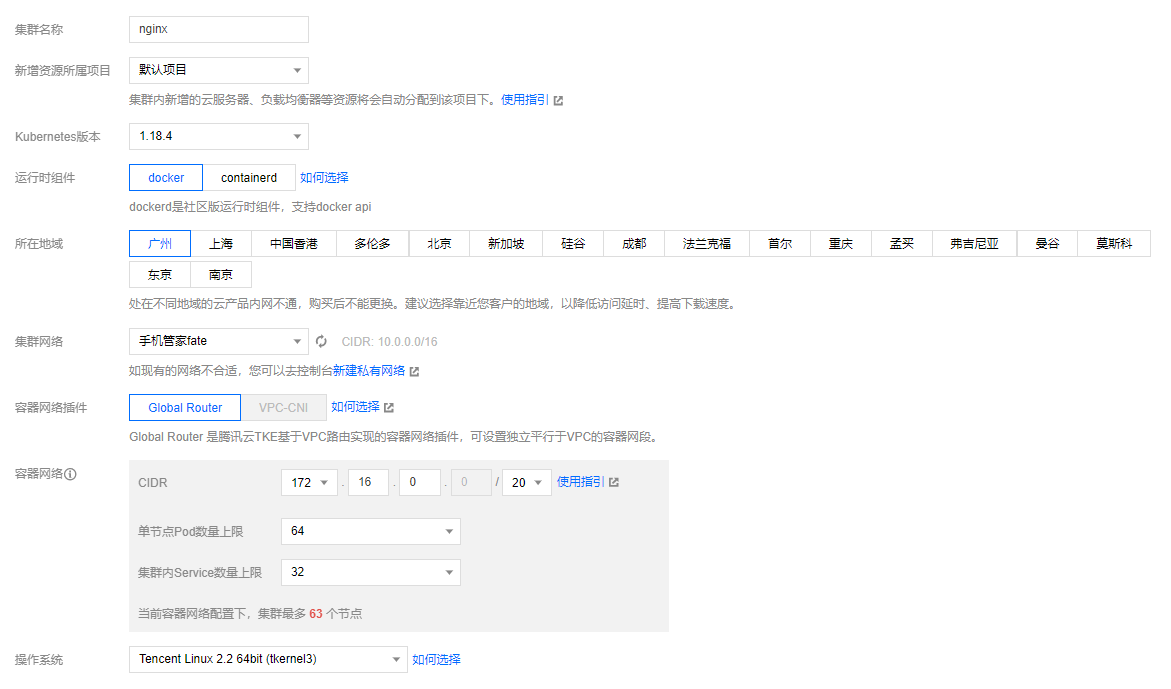 集群名称 nginx
新增资源所属项目 默认项目
集群内新增的云服务器、负载均衡器等资源将会自动分配到该项目下。使用指引
Kubernetes版本 1.18.4
运行时组件 docker containerd 如何选择
dockerd是社区版运行时组件，支持docker api
所在地域 广州 上海 中国香港 多伦多 北京 新加坡 硅谷 成都 法兰克福 首尔 重庆 孟买 弗吉尼亚 曼谷 莫斯科
东京 南京
处在不同地域的云产品内网不通，购买后不能更换。建议选择靠近您客户的地域，以降低访问延时、提高下载速度。
集群网络 手机管家fate CIDR: 10.0.0.0/16
如现有的网络不合适，您可以去控制台新建私有网络
容器网络插件 Global Router VPC-CNI 如何选择
Global Router 是腾讯云TKE基于VPC路由实现的容器网络插件，可设置独立平行于VPC的容器网段。
容器网络 CIDR 172 . 16 . 0 . 0 / 20 使用指引
单节点Pod数量上限 64
集群内Service数量上限 32
当前容器网络配置下，集群最多 63 个节点
操作系统 Tencent Linux 2.2 64bit (tkernel3) 如何选择